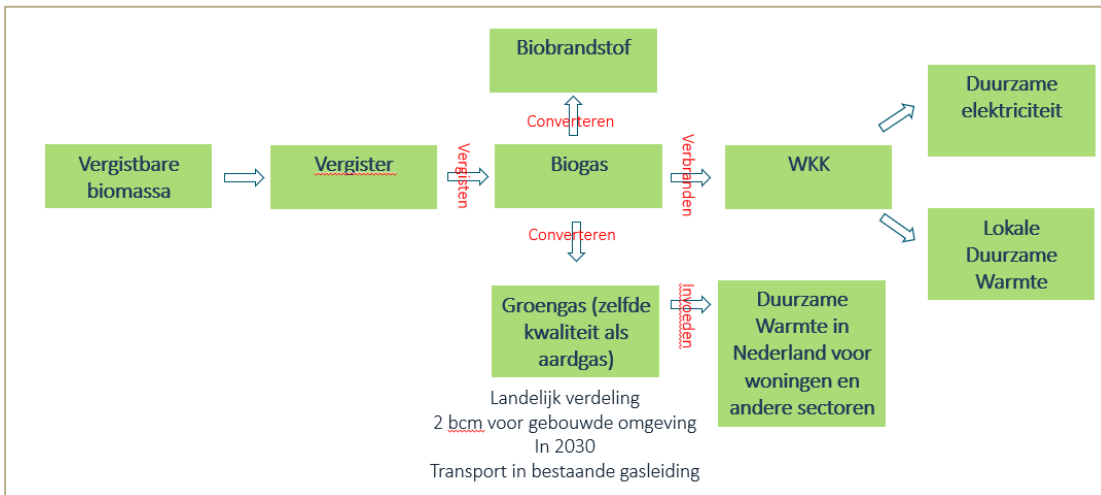 Biobrandstof
Converteren
Duurzame
elektriciteit
Vergistbare
biomassa
Vergister
Vergisten
Biogas
Verbranden
WKK
Converteren
Lokale
Duurzame
Warmte
Groengas (zelfde
kwaliteit als
aardgas)
Invoeden
Duurzame
Warmte in
Nederland voor
woningen en
andere sectoren
Landelijk verdeling
2 bcm voor gebouwde omgeving
In 2030
Transport in bestaande gasleiding